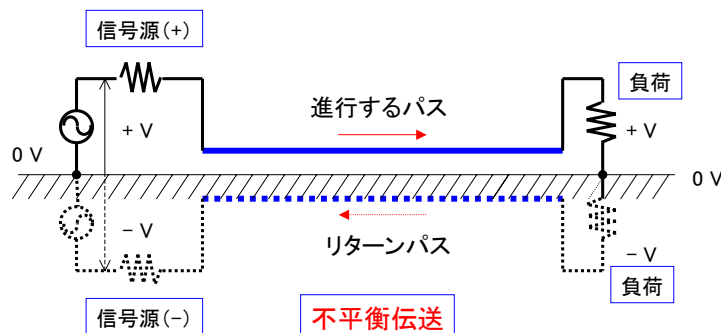 信号源(+)
負荷
進行するパス
+ V
+ V
0 V
0 V
- V
リターンパス
- V
負荷
信号源(-)
不平衡伝送